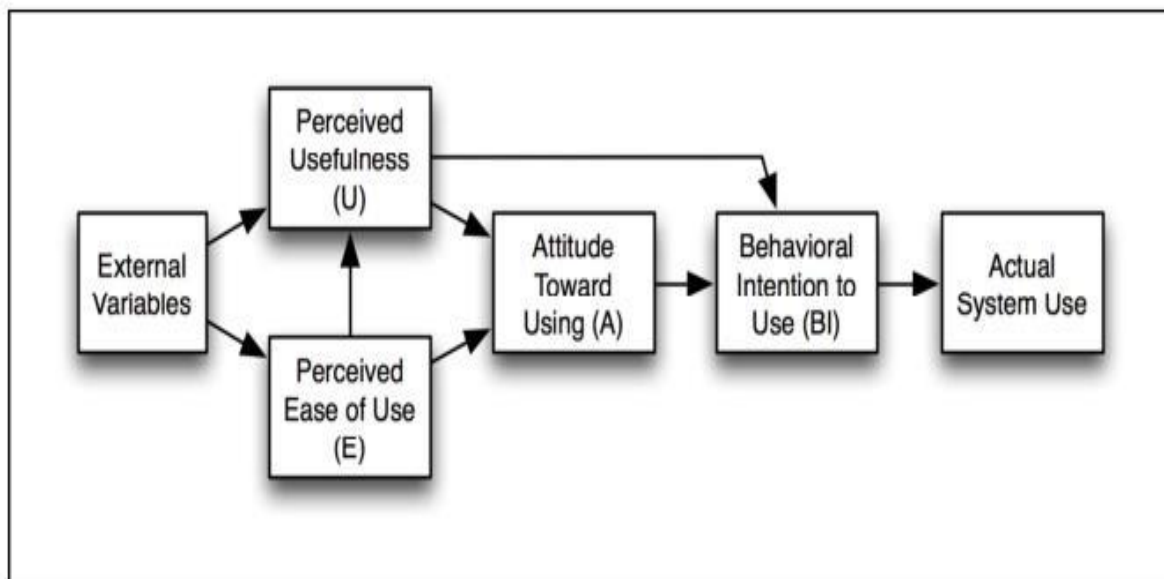 Perceived
Usefulness
(U)
External
Variables
Attitude
Toward
Using (A)
Behavioral
Intention to
Use (BI)
Actual
System Use
Perceived
Ease of Use
(E)